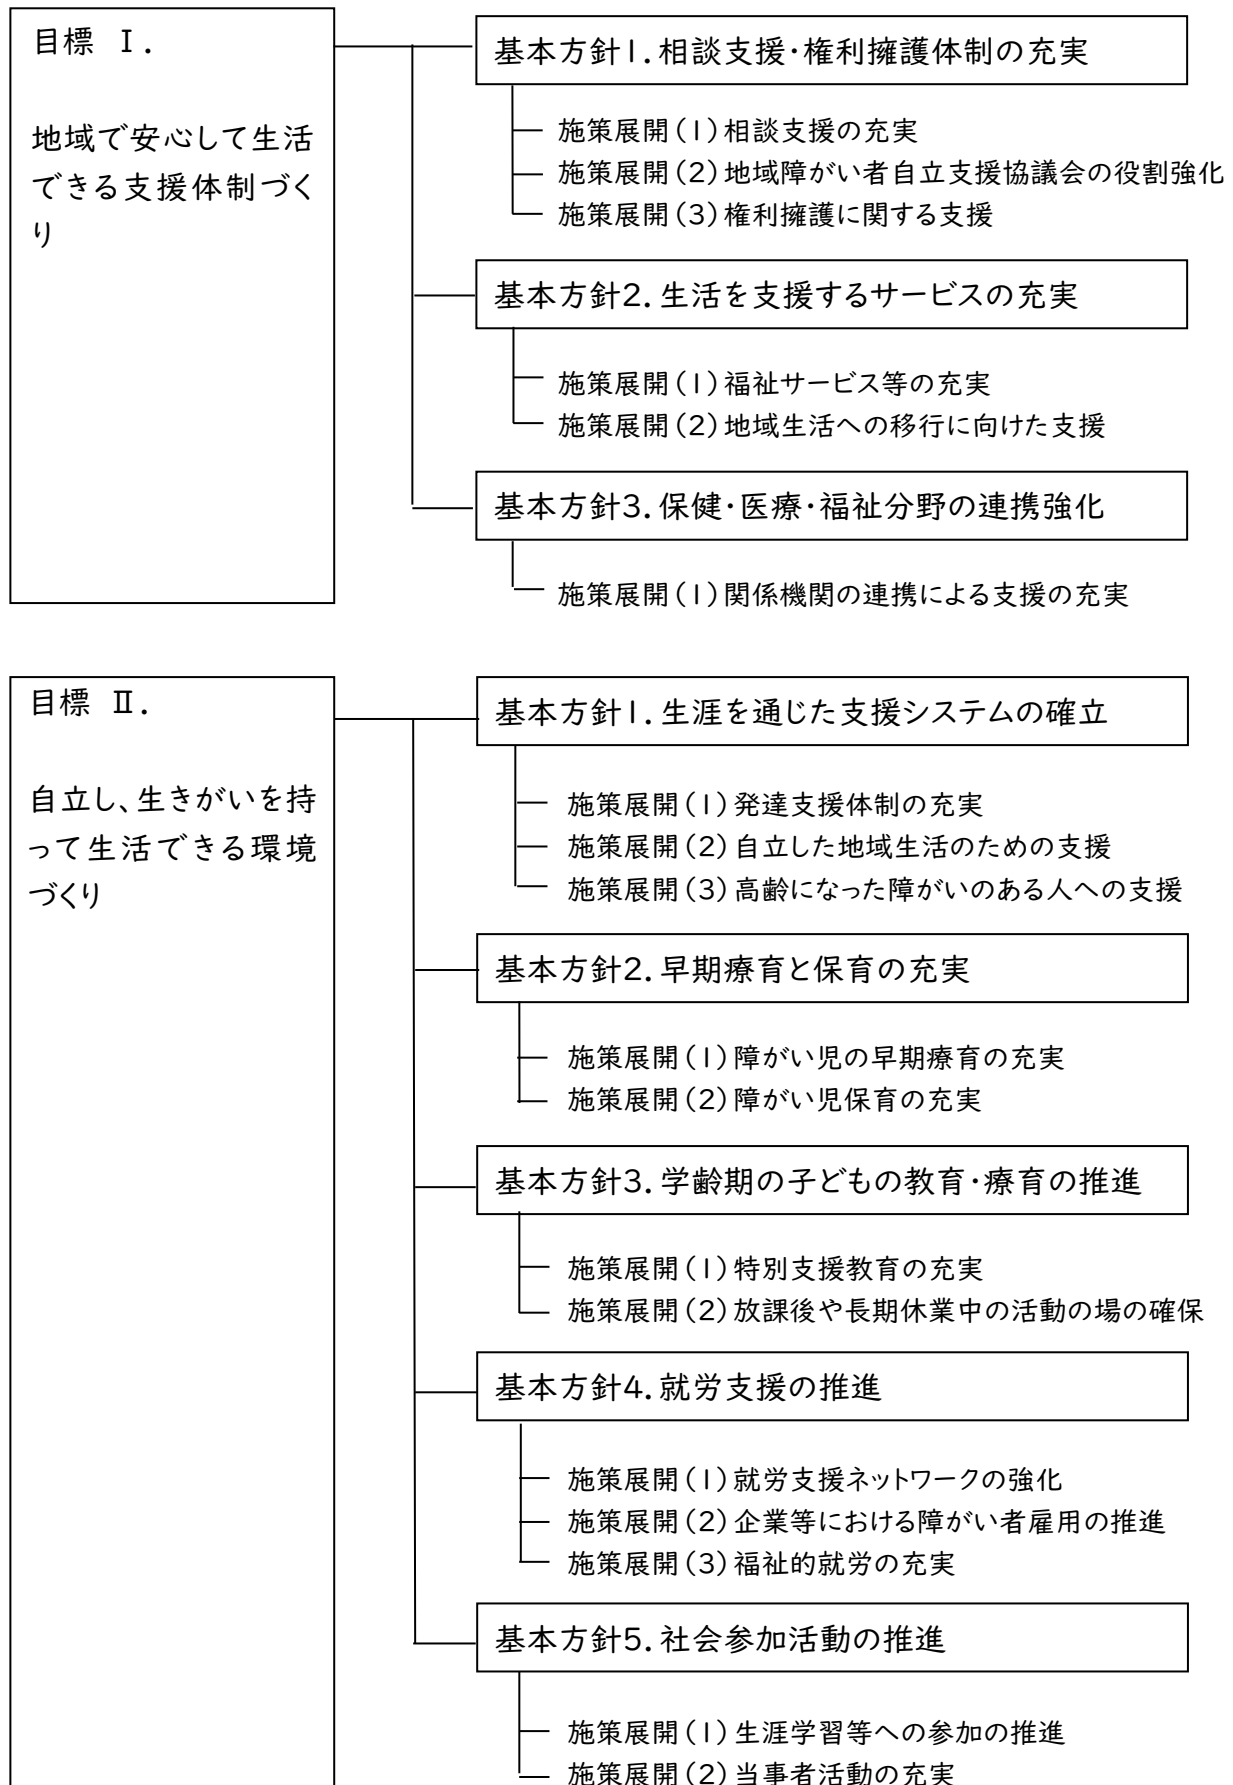 目標 Ⅰ.
地域で安心して生活
できる支援体制づく
り
基本方針1.相談支援・権利擁護体制の充実
施策展開(1)相談支援の充実
施策展開(2)地域障がい者自立支援協議会の役割強化
施策展開(3)権利擁護に関する支援
基本方針2.生活を支援するサービスの充実
施策展開(1)福祉サービス等の充実
施策展開(2)地域生活への移行に向けた支援
基本方針3.保健・医療・福祉分野の連携強化
施策展開(1)関係機関の連携による支援の充実
目標 Ⅱ.
自立し、生きがいを持
って生活できる環境
づくり
基本方針1.生涯を通じた支援システムの確立
施策展開(1)発達支援体制の充実
施策展開(2)自立した地域生活のための支援
施策展開(3)高齢になった障がいのある人への支援
基本方針2.早期療育と保育の充実
施策展開(1)障がい児の早期療育の充実
施策展開(2)障がい児保育の充実
基本方針3.学齢期の子どもの教育・療育の推進
施策展開(1)特別支援教育の充実
施策展開(2)放課後や長期休業中の活動の場の確保
基本方針4.就労支援の推進
施策展開(1)就労支援ネットワークの強化
施策展開(2)企業等における障がい者雇用の推進
施策展開(3)福祉的就労の充実
基本方針5.社会参加活動の推進
施策展開(1)生涯学習等への参加の推進
施策展開(2)当事者活動の充実